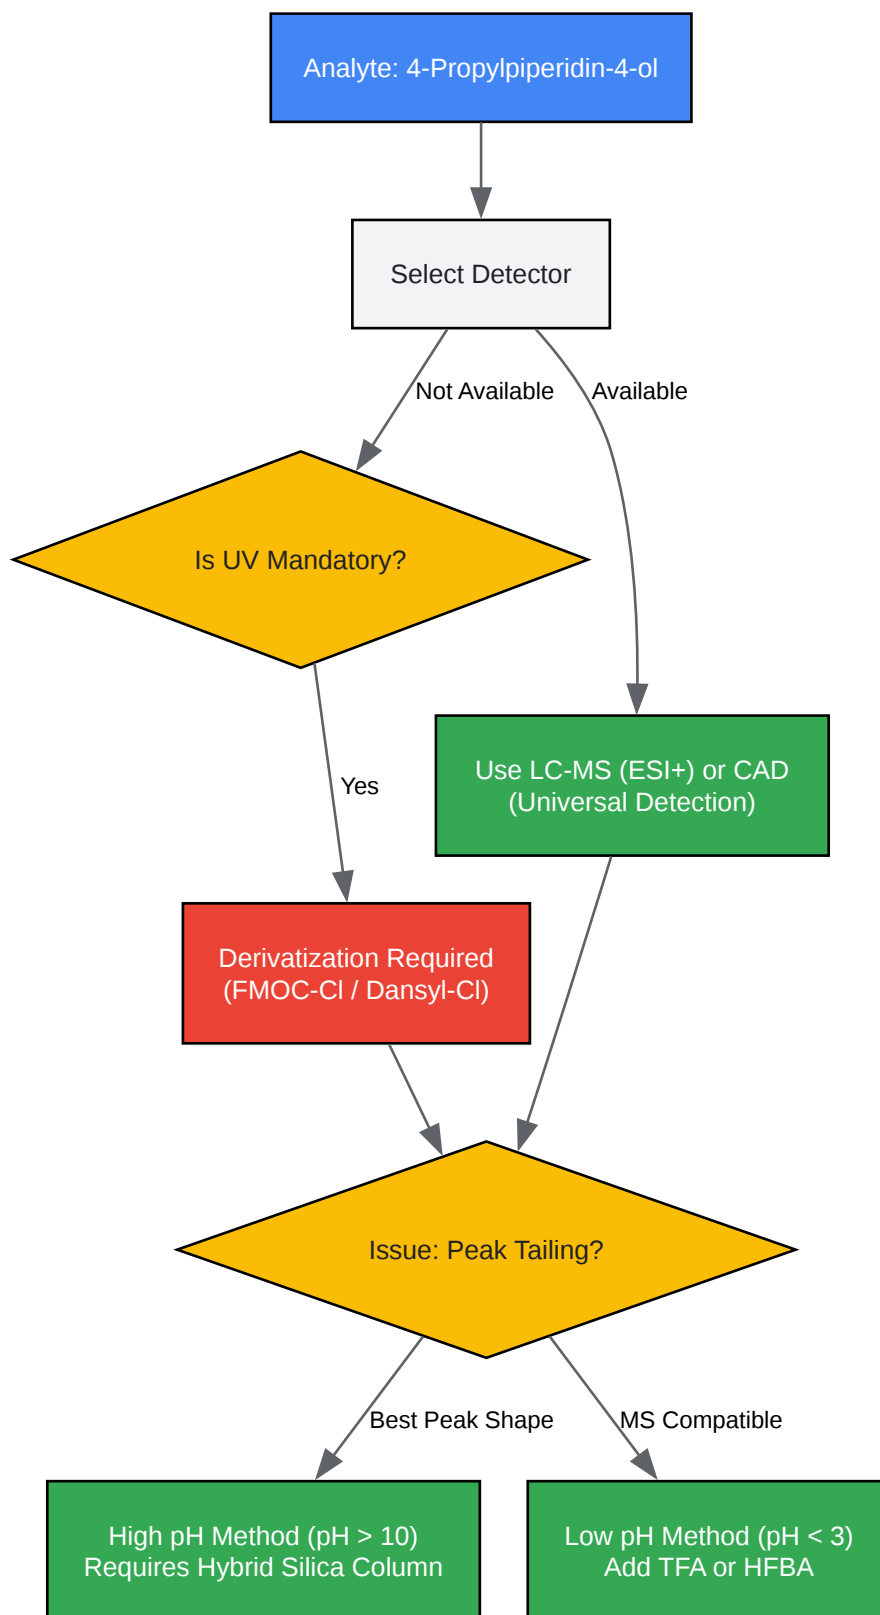 Analyte: 4-Propylpiperidin-4-ol
Select Detector
Not Available
Available
Is UV Mandatory?
Use LC-MS (ESI+) or CAD
(Universal Detection)
Yes
Derivatization Required
(FMOC-Cl / Dansyl-Cl)
Issue: Peak Tailing?
Best Peak Shape
MS Compatible
High pH Method (pH > 10)
Requires Hybrid Silica Column
Low pH Method (pH < 3)
Add TFA or HFBA